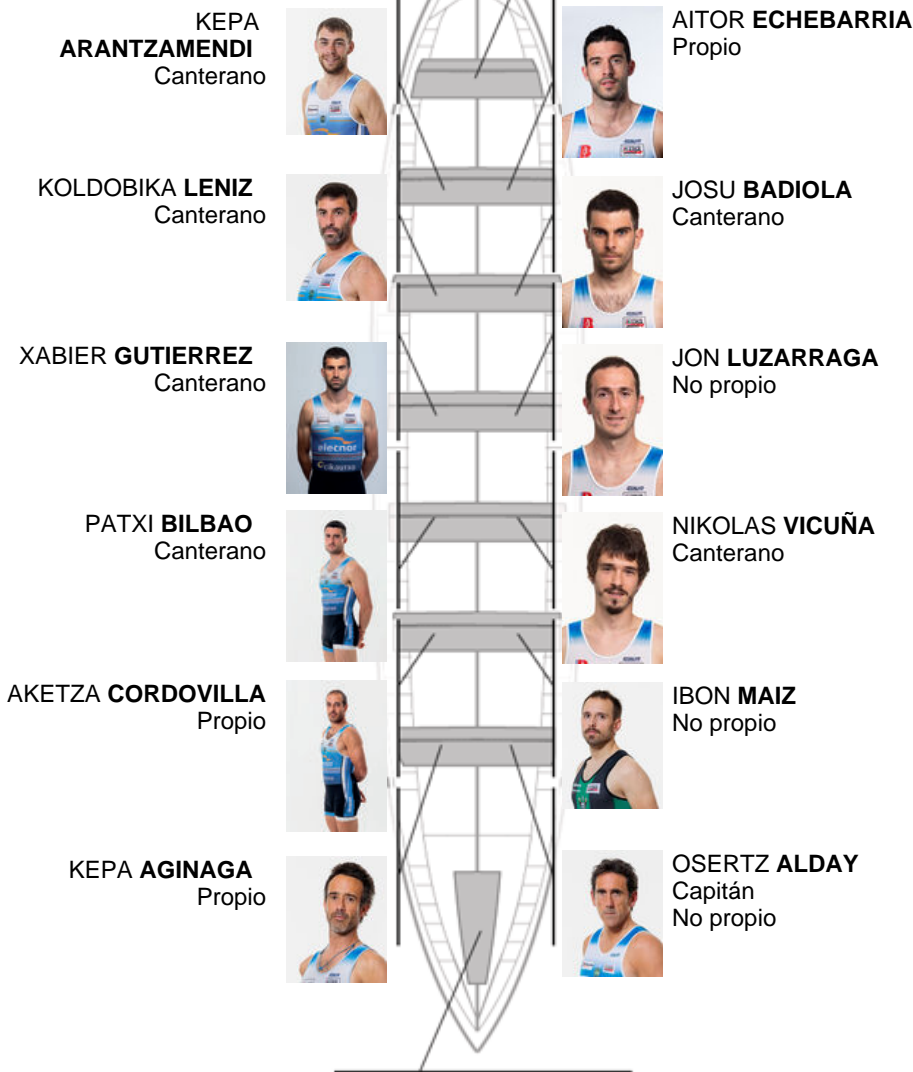 KEPA
ARANTZAMENDI
Canterano
AITOR ECHEBARRIA
Propio
KOLDOBIKA LENIZ
Canterano
JOSU BADIOLA
Canterano
XABIER GUTIERREZ
Canterano
elecnor
JON LUZARRAGA
No propio
PATXI BILBAO
Canterano
NIKOLAS VICUÑA
Canterano
AKETZA CORDOVILLA
Propio
IBON MAIZ
No propio
KEPA AGINAGA
Propio
OSERTZ ALDAY
Capitán
No propio